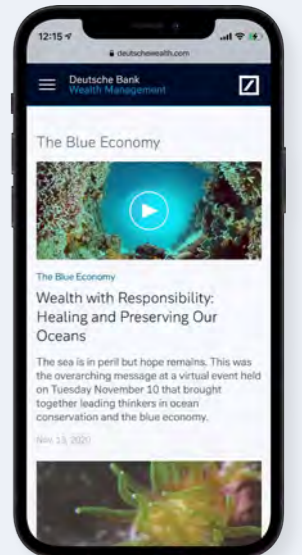 12:15
deutschewealth.com
Deutsche Bank
Wealth Management
The Blue Economy
The Blue Economy
Wealth with Responsibility:
Healing and Preserving Our
Oceans
The sea is in peril but hope remains. This was
the overarching message at a virtual event held
on Tuesday November 10 that brought
together leading thinkers in ocean
conservation and the blue economy.
Nov 13, 2020